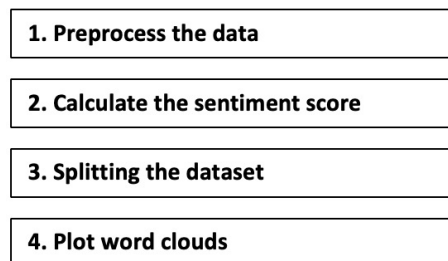 1. Preprocess the data
2. Calculate the sentiment score
3. Splitting the dataset
4. Plot word clouds